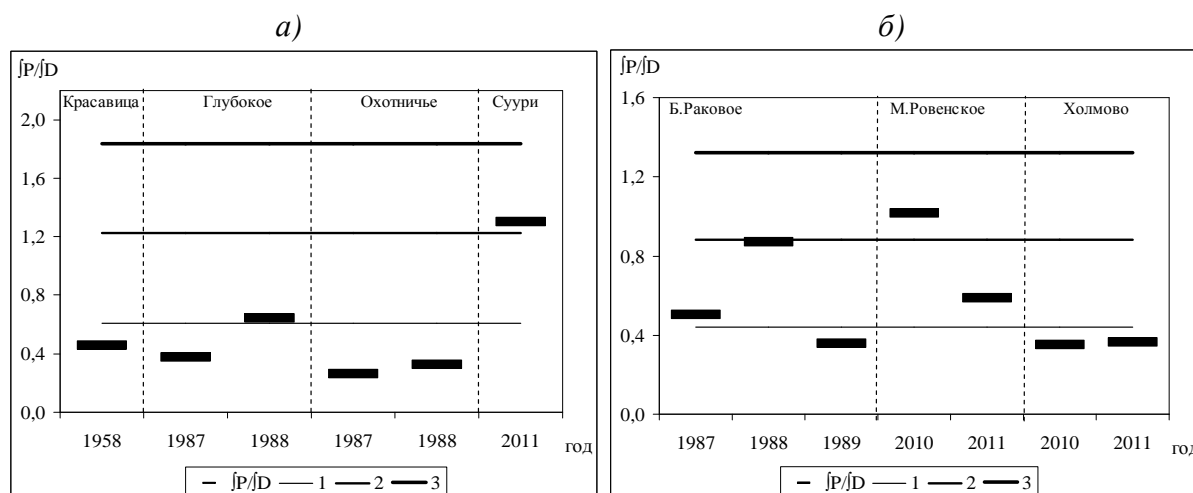 а)
∫P/∫D
Красавица Глубокое Охотничье Суури
2,0
1,6
1,2
0,8
0,4
0,0
1958 1987 1988 1987 1988 2011 год
∫P/∫D 1 2 3
б)
∫P/∫D
1,6
Б.Раковое М.Ровенское Холмово
1,2
0,8
0,4
0,0
1987 1988 1989 2010 2011 2010 2011 год
∫P/∫D 1 2 3